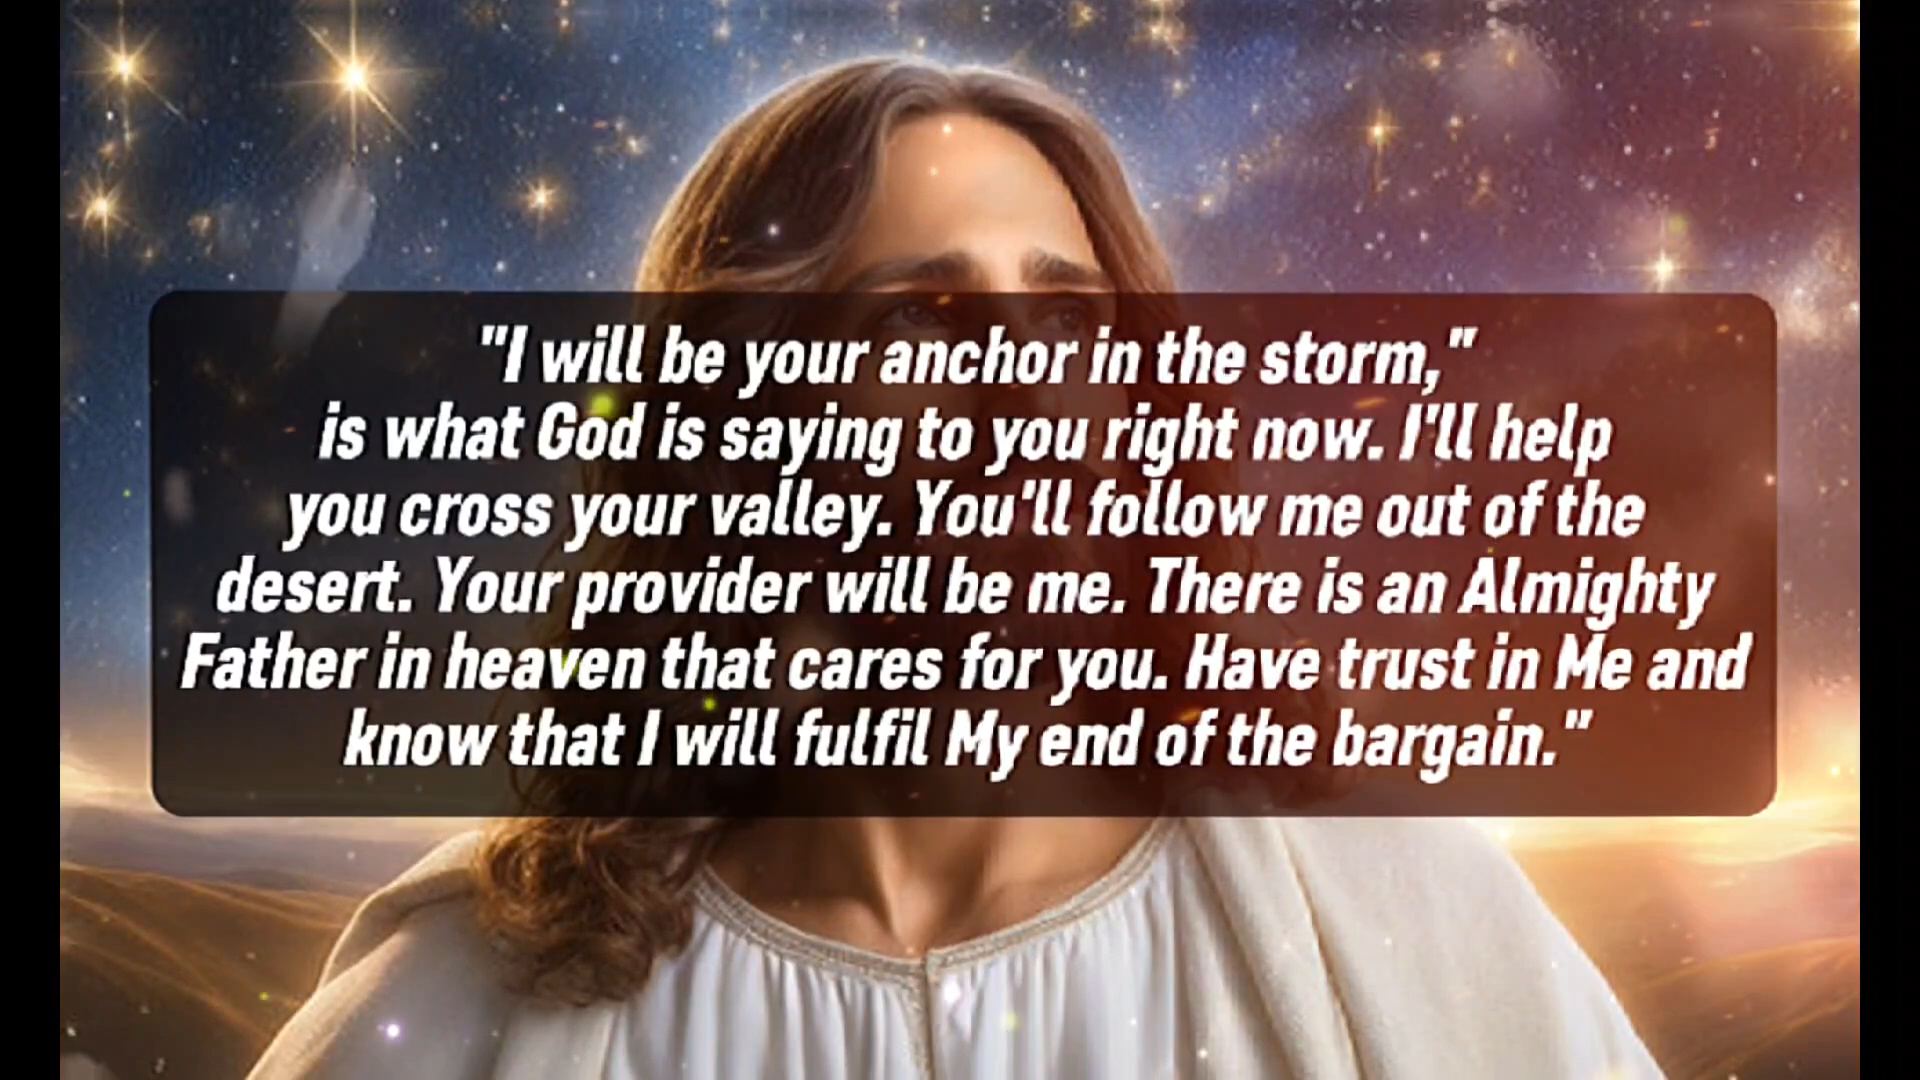 "I will be your anchor in the storm,"
is what God is saying to you right now. I'll help
you cross your valley. You'll follow me out of the
desert. Your provider will be me. There is an Almighty
Father in heaven that cares for you. Have trust in Me and
know that I will fulfil My end of the bargain."